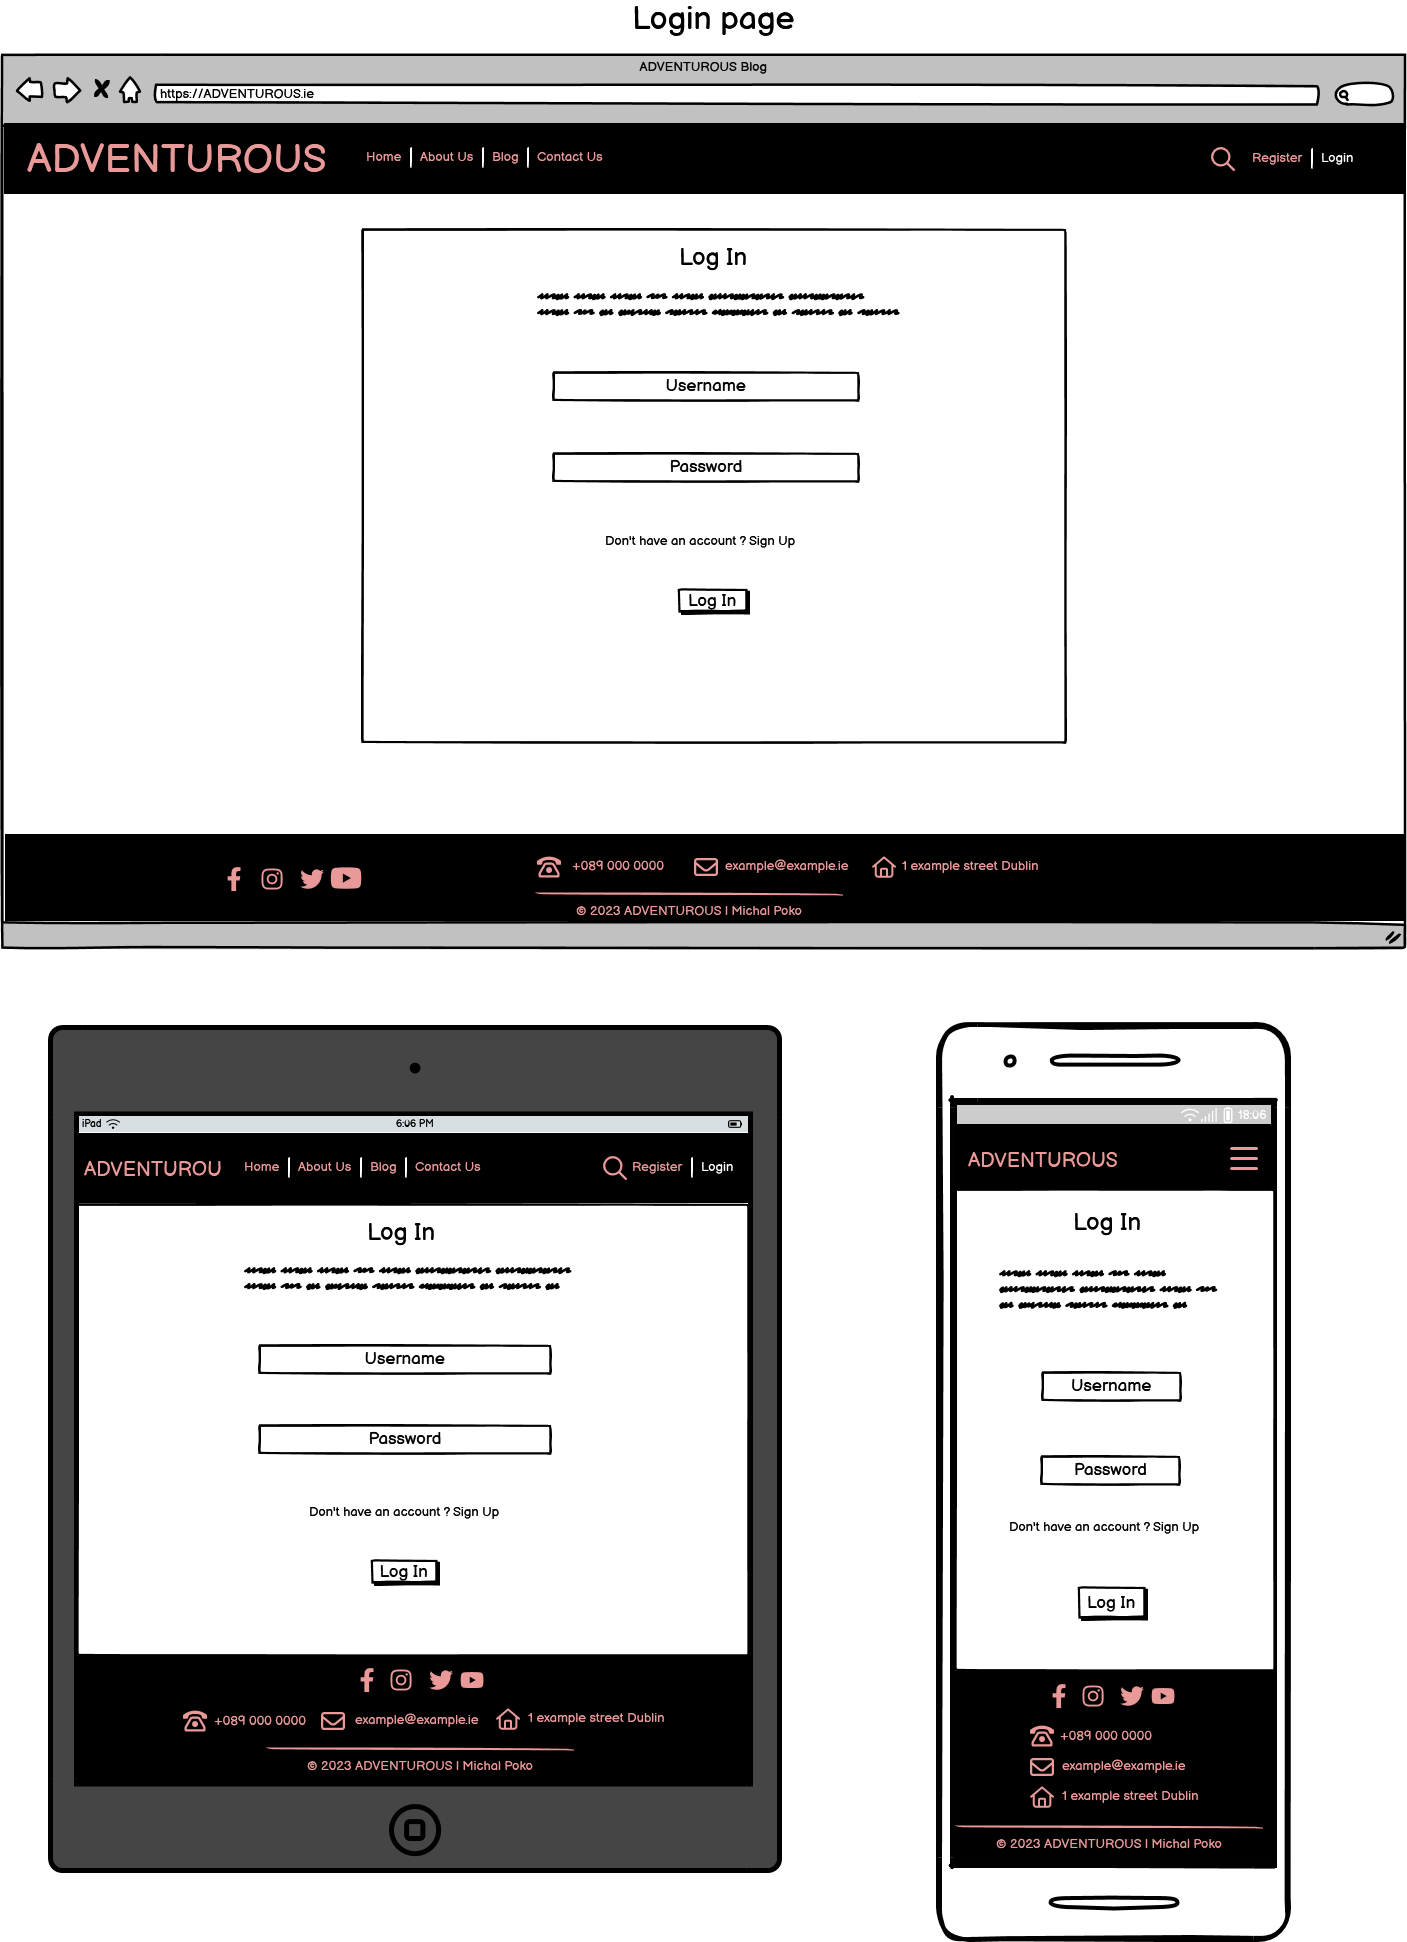 Login page
ADVENTUROUS Blog
https://ADVENTUROUS.ie
ADVENTUROUS Home About Us Blog Contact Us Register Login
Log In
Username
Password
Don't have an account ? Sign Up
Log In
+089 000 0000 example@example.ie 1 example street Dublin
© 2023 ADVENTUROUS | Michal Poko
iPad 6:06 PM
ADVENTUROU Home About Us Blog Contact Us Register Login
Log In
Username
Password
Don't have an account ? Sign Up
Log In
+089 000 0000 example@example.ie 1 example street Dublin
© 2023 ADVENTUROUS | Michal Poko
18:06
ADVENTUROUS
Log In
Username
Password
Don't have an account ? Sign Up
Log In
+089 000 0000
example@example.ie
1 example street Dublin
© 2023 ADVENTUROUS | Michal Poko